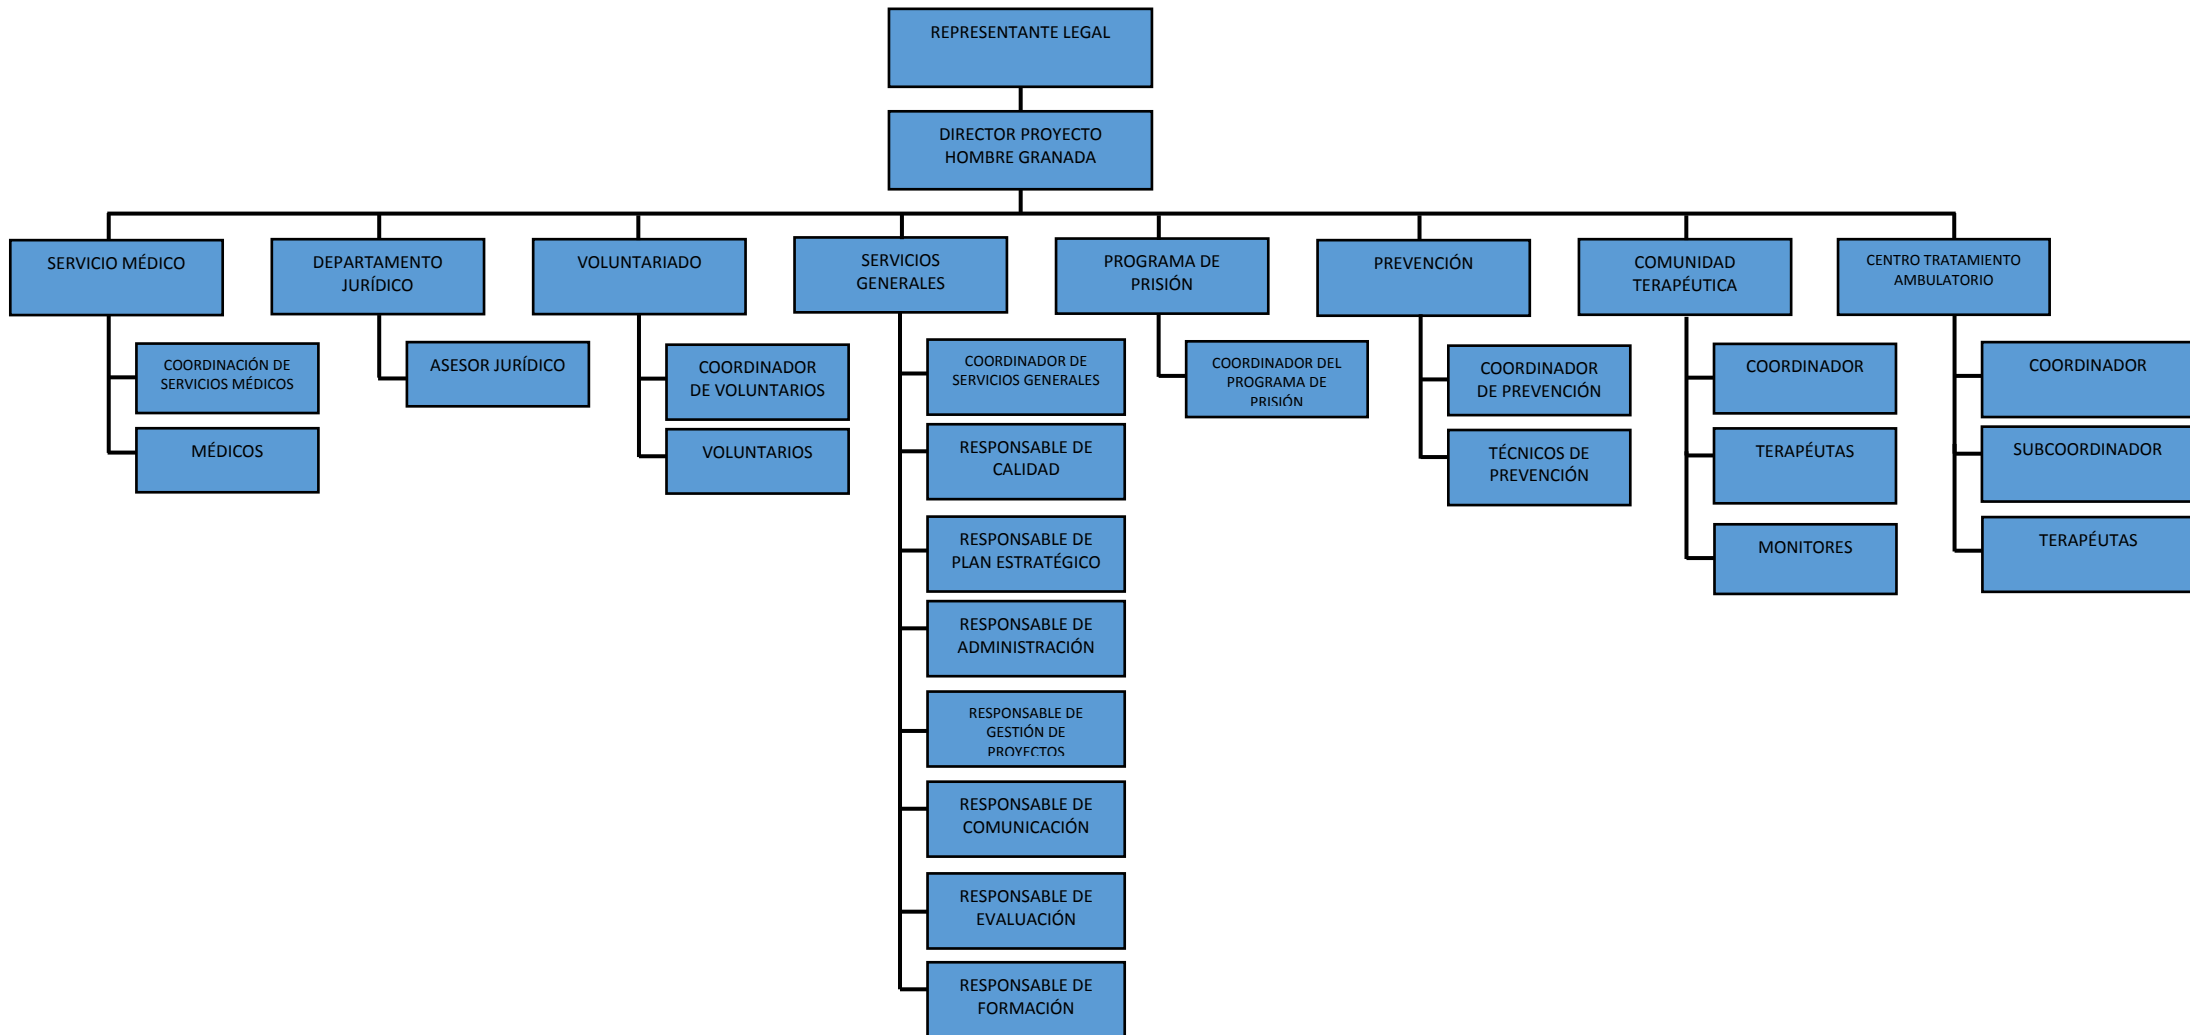 REPRESENTANTE LEGAL
DIRECTOR PROYECTO
HOMBRE GRANADA
SERVICIO MÉDICO
DEPARTAMENTO
JURÍDICO
VOLUNTARIADO
SERVICIOS
GENERALES
PROGRAMA DE
PRISIÓN
PREVENCIÓN
COMUNIDAD
TERAPÉUTICA
CENTRO TRATAMIENTO
AMBULATORIO
COORDINACIÓN DE
SERVICIOS MÉDICOS
MÉDICOS
ASESOR JURÍDICO
COORDINADOR
DE VOLUNTARIOS
VOLUNTARIOS
COORDINADOR DE
SERVICIOS GENERALES
RESPONSABLE DE
CALIDAD
RESPONSABLE DE
PLAN ESTRATÉGICO
RESPONSABLE DE
ADMINISTRACIÓN
RESPONSABLE DE
GESTIÓN DE
PROYECTOS
RESPONSABLE DE
COMUNICACIÓN
RESPONSABLE DE
EVALUACIÓN
RESPONSABLE DE
FORMACIÓN
COORDINADOR DEL
PROGRAMA DE
PRISIÓN
COORDINADOR
DE PREVENCIÓN
TÉCNICOS DE
PREVENCIÓN
COORDINADOR
TERAPÉUTAS
MONITORES
COORDINADOR
SUBCOORDINADOR
TERAPÉUTAS